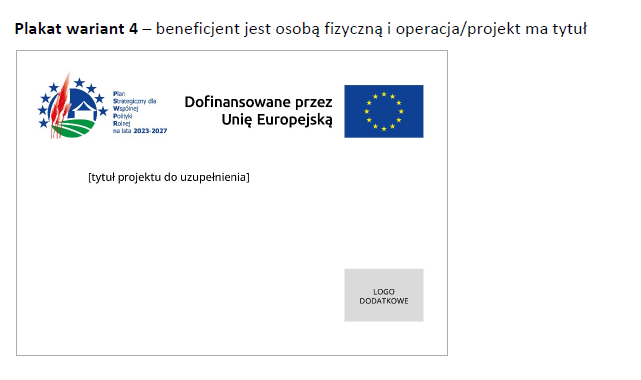 Plakat wariant 4 – beneficjent jest osobą fizyczną i operacja/projekt ma tytuł
Plan
Strategiczny dla
Wspólnej
Polityki
Rolnej
na lata 2023-2027
Dofinansowane przez
Unię Europejską
[tytuł projektu do uzupełnienia]
LOGO
DODATKOWE